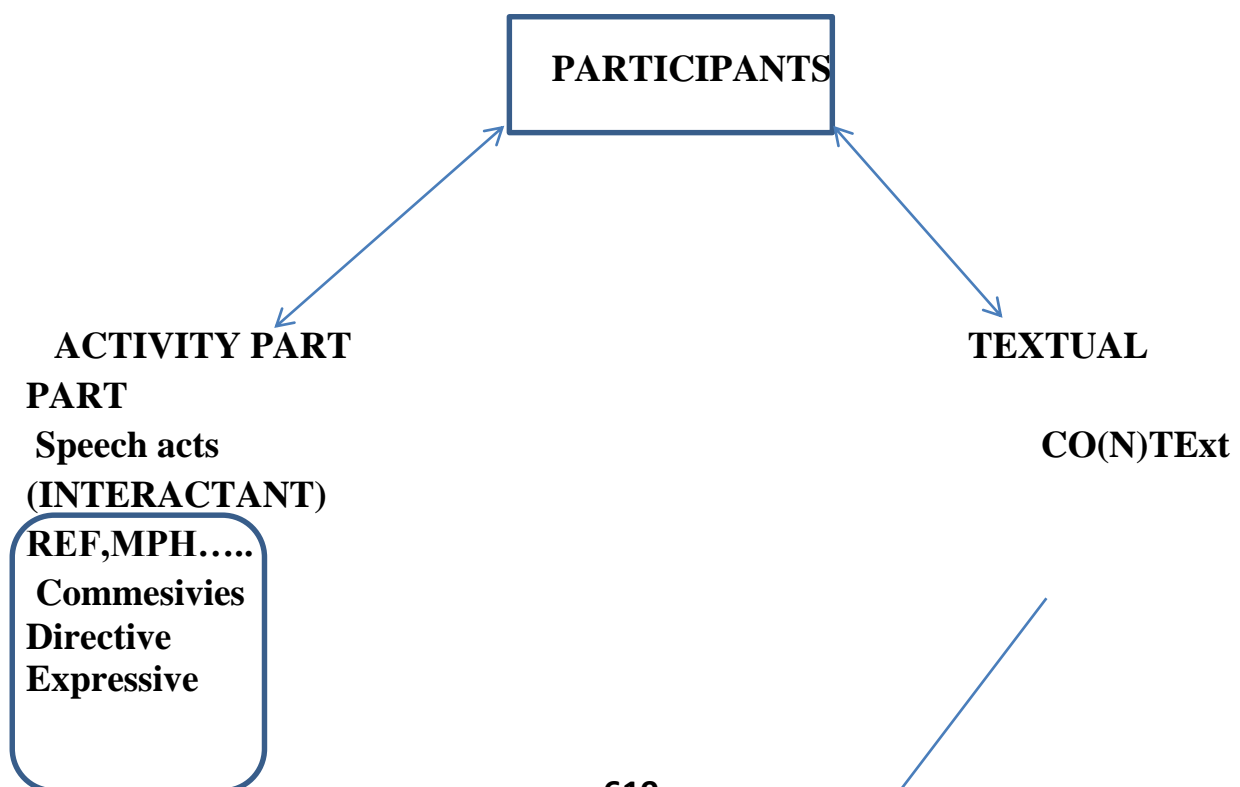 PARTICIPANTS
ACTIVITY PART TEXTUAL
PART
Speech acts CO(N)TExt
(INTERACTANT)
REF,MPH…..
Commesivies
Directive
Expressive